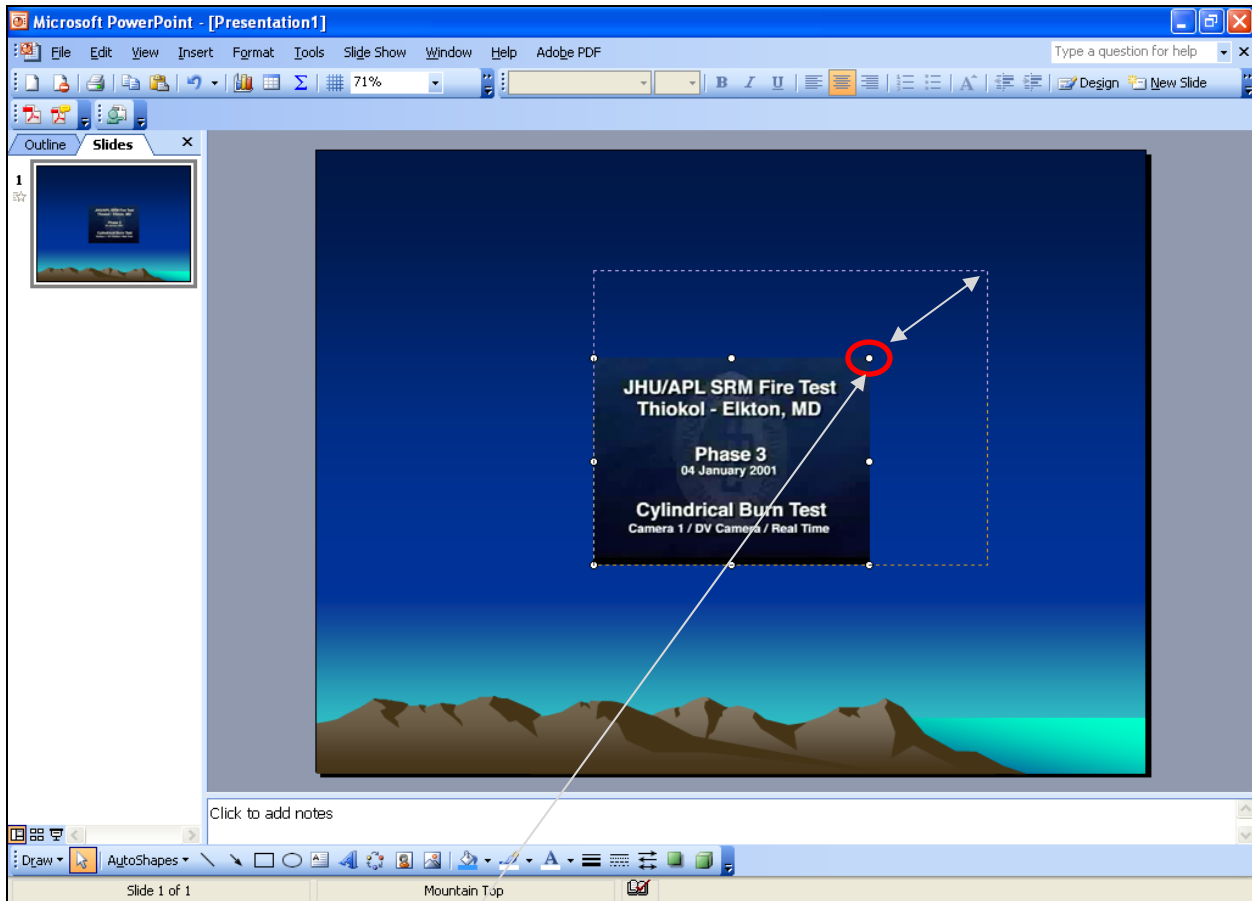 Microsoft PowerPoint - [Presentation1]
File Edit View Insert Format Tools Slide Show Window Help Adobe PDF Type a question for help
71% B I U A Design New Slide
Outline Slides
1
JHU/APL SRM Fire Test
Thiokol - Elkton, MD
Phase 3
04 January 2001
Cylindrical Burn Test
Camera 1 / DV Camera / Real Time
Click to add notes
Draw AutoShapes A
Slide 1 of 1 Mountain Top